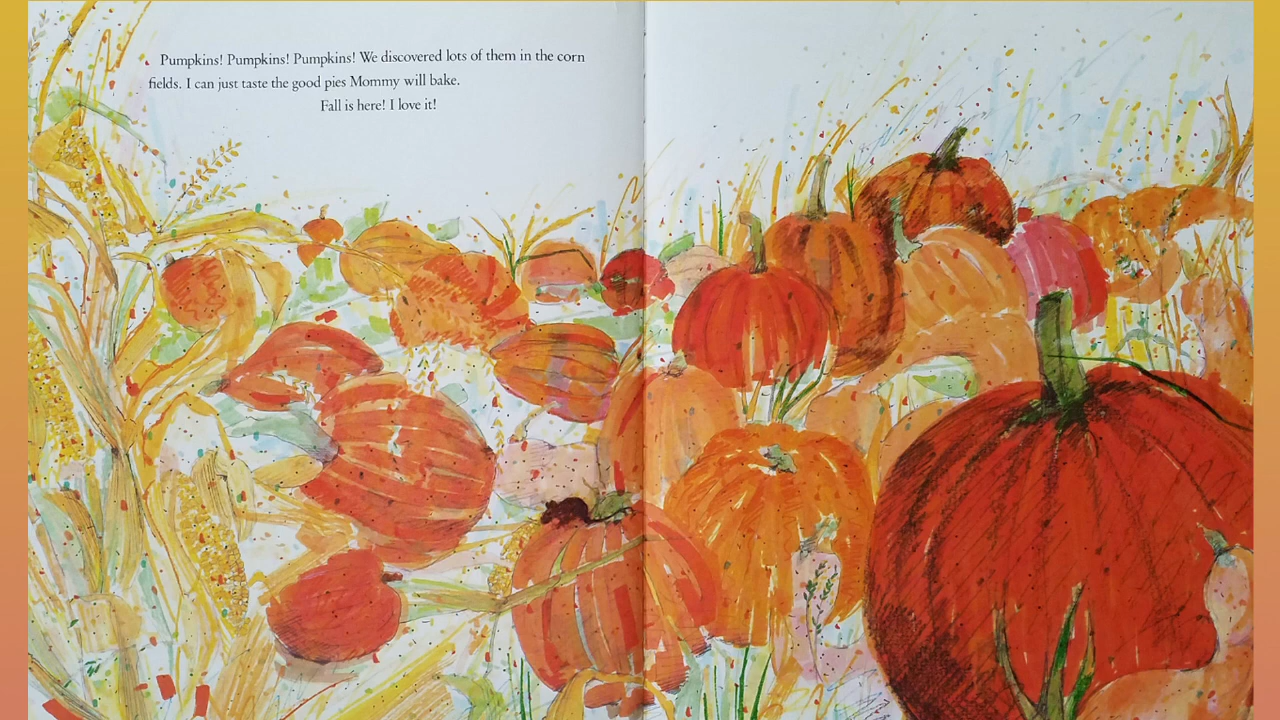 Pumpkins! Pumpkins! Pumpkins! We discovered lots of them in the corn
fields. I can just taste the good pies Mommy will bake.
Fall is here! I love it!